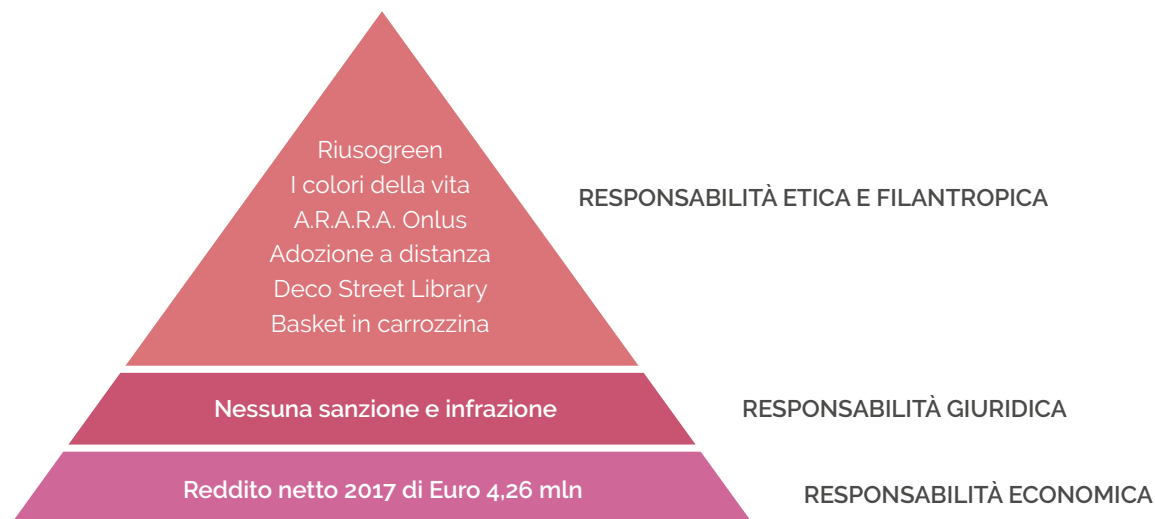 Riusogreen
I colori della vita
A.R.A.R.A. Onlus
Adozione a distanza
Deco Street Library
Basket in carrozzina
RESPONSABILITÀ ETICA E FILANTROPICA
Nessuna sanzione e infrazione
RESPONSABILITÀ GIURIDICA
Reddito netto 2017 di Euro 4,26 mln
RESPONSABILITÀ ECONOMICA